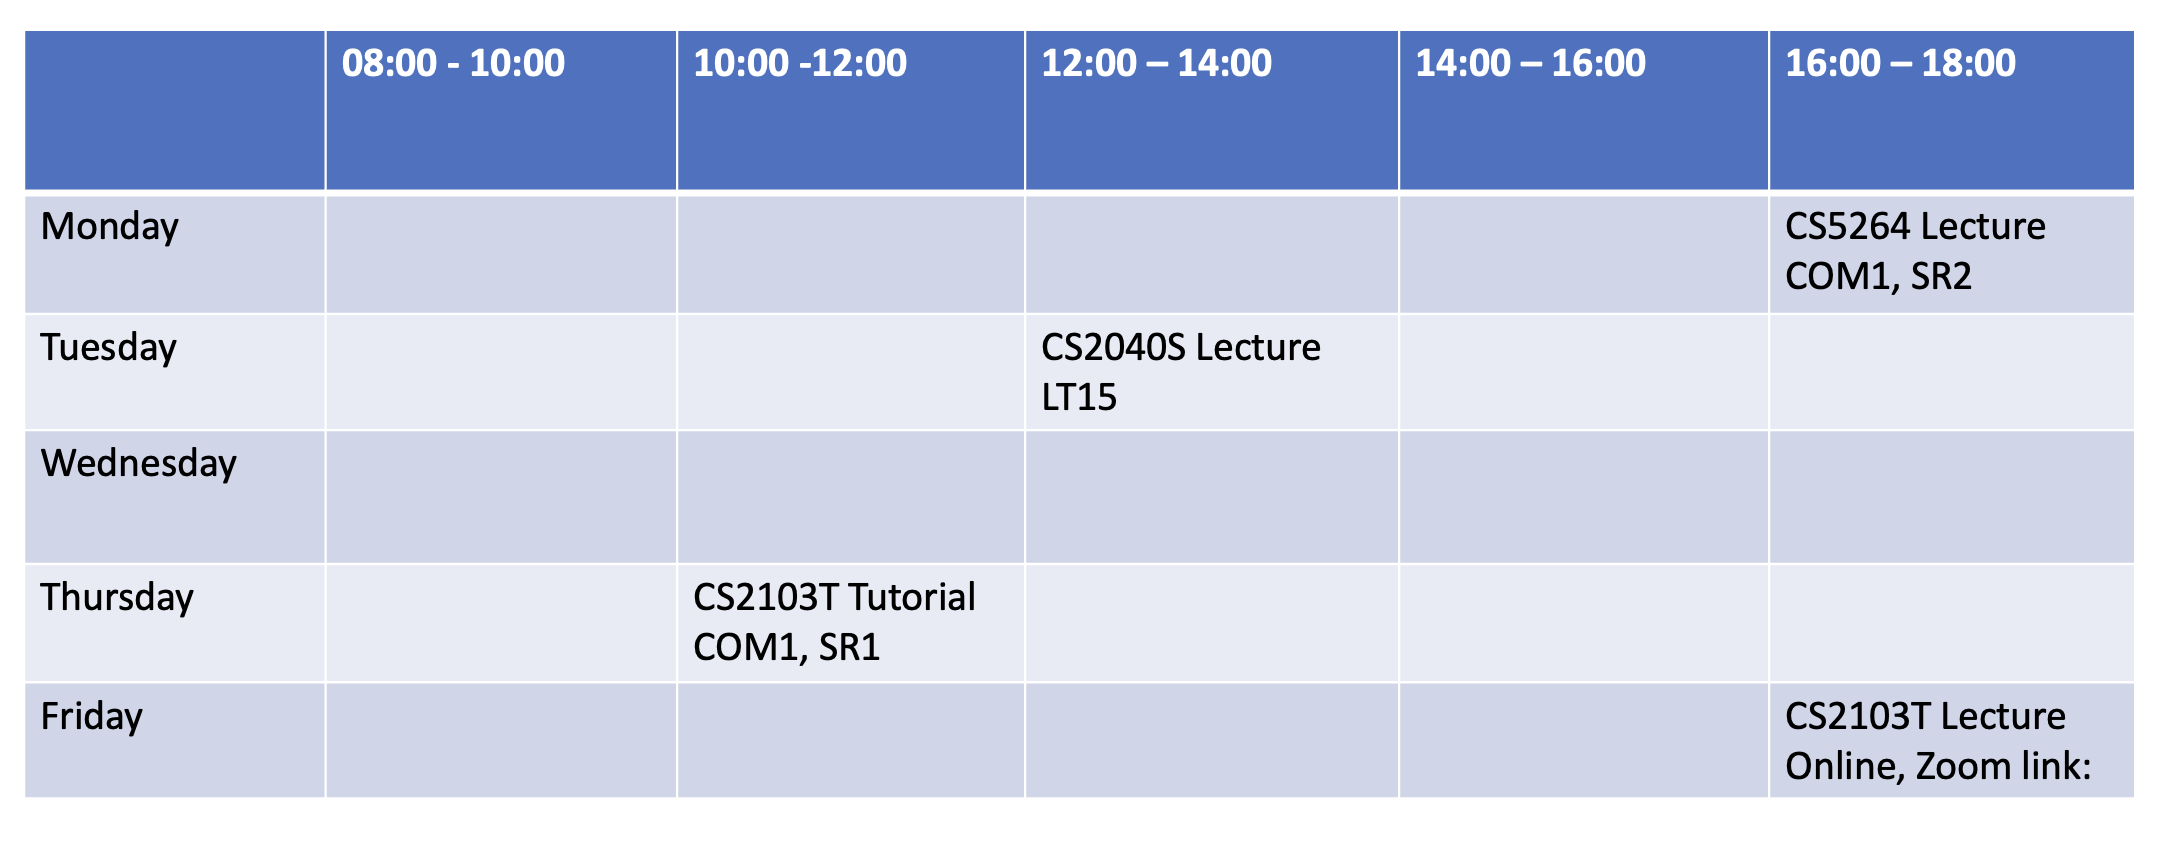 08:00 - 10:00
10:00 -12:00
12:00 – 14:00
14:00 – 16:00
16:00 – 18:00
Monday
CS5264 Lecture
COM1, SR2
Tuesday
CS2040S Lecture
LT15
Wednesday
Thursday
CS2103T Tutorial
COM1, SR1
Friday
CS2103T Lecture
Online, Zoom link: